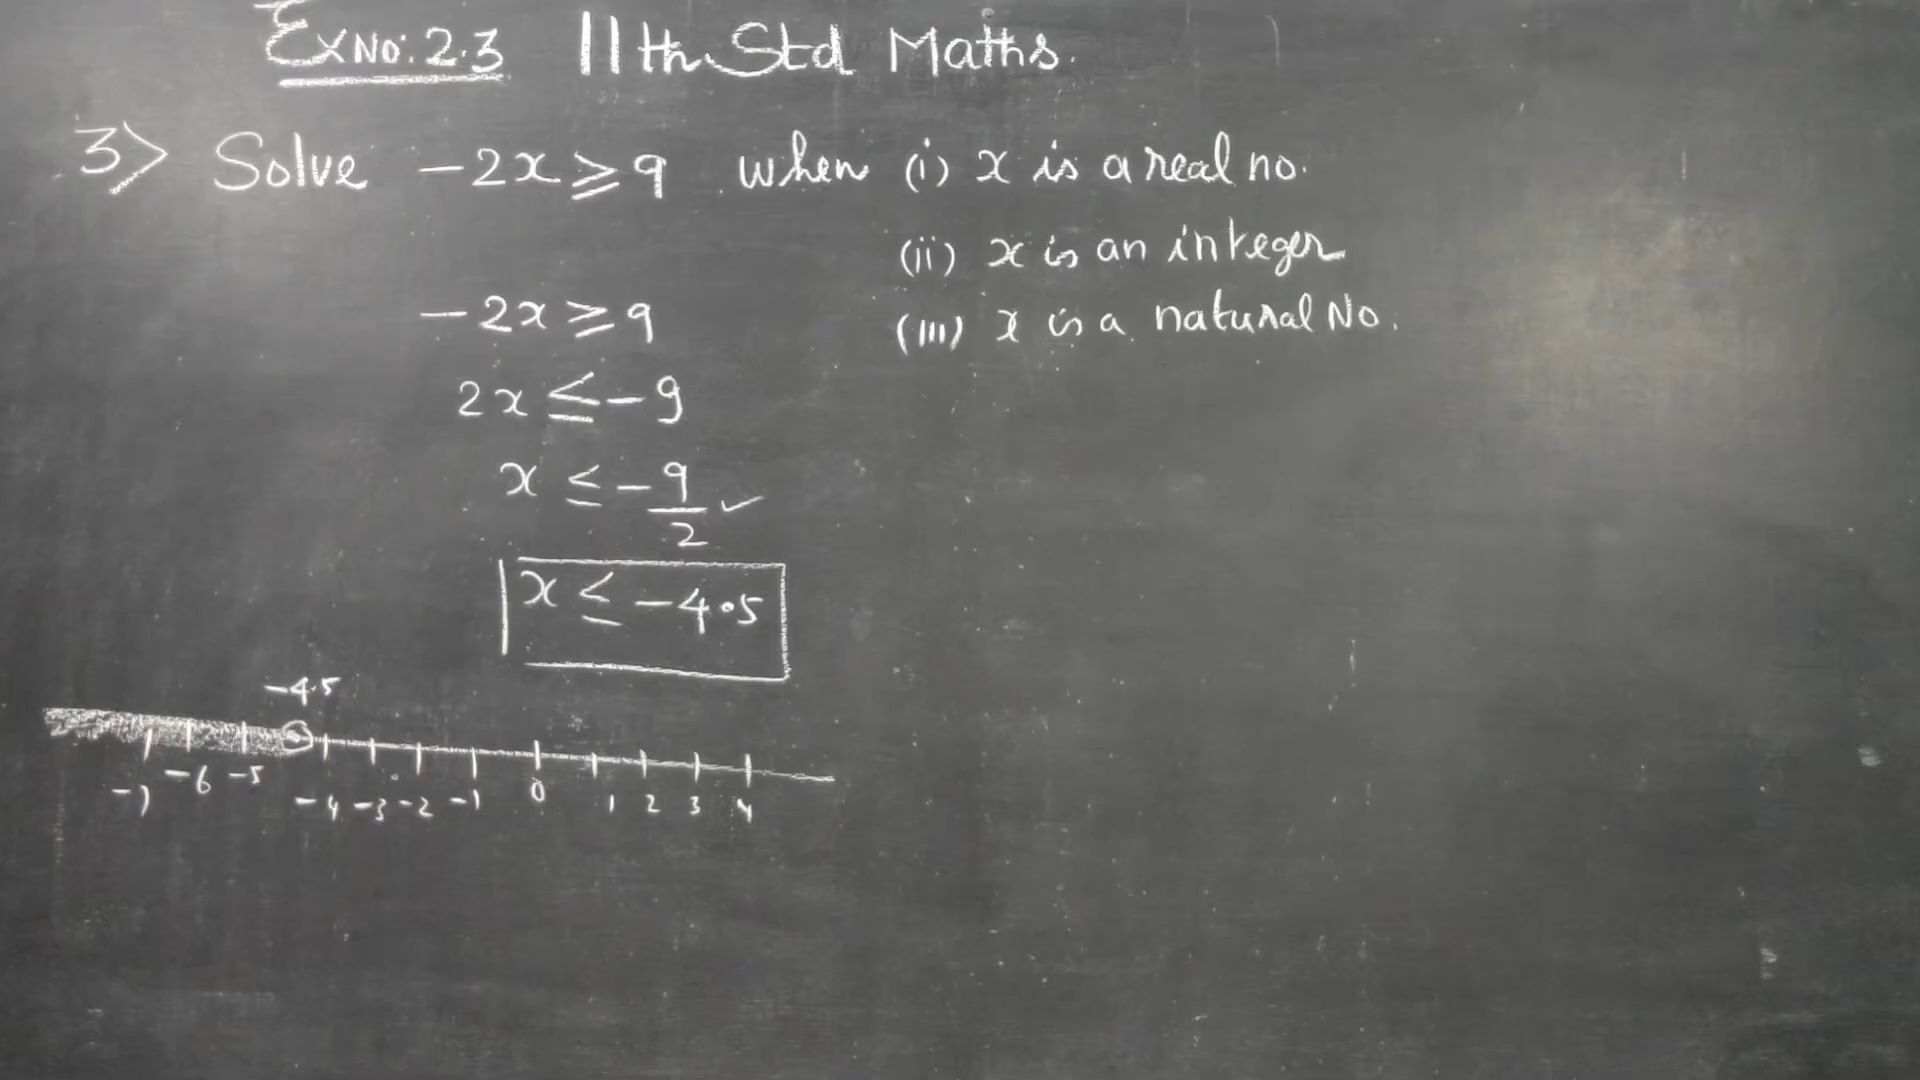 Ex No: 2.3 11th Std Maths.
3> Solve -2x ≥ 9 when (i) x is a real no.
(ii) x is an integer
-2x ≥ 9 (iii) x is a natural No.
2x ≤ -9
x ≤ -9/2 ✓
x ≤ -4.5
-4.5
-7 -6 -5 -4 -3 -2 -1 0 1 2 3 4